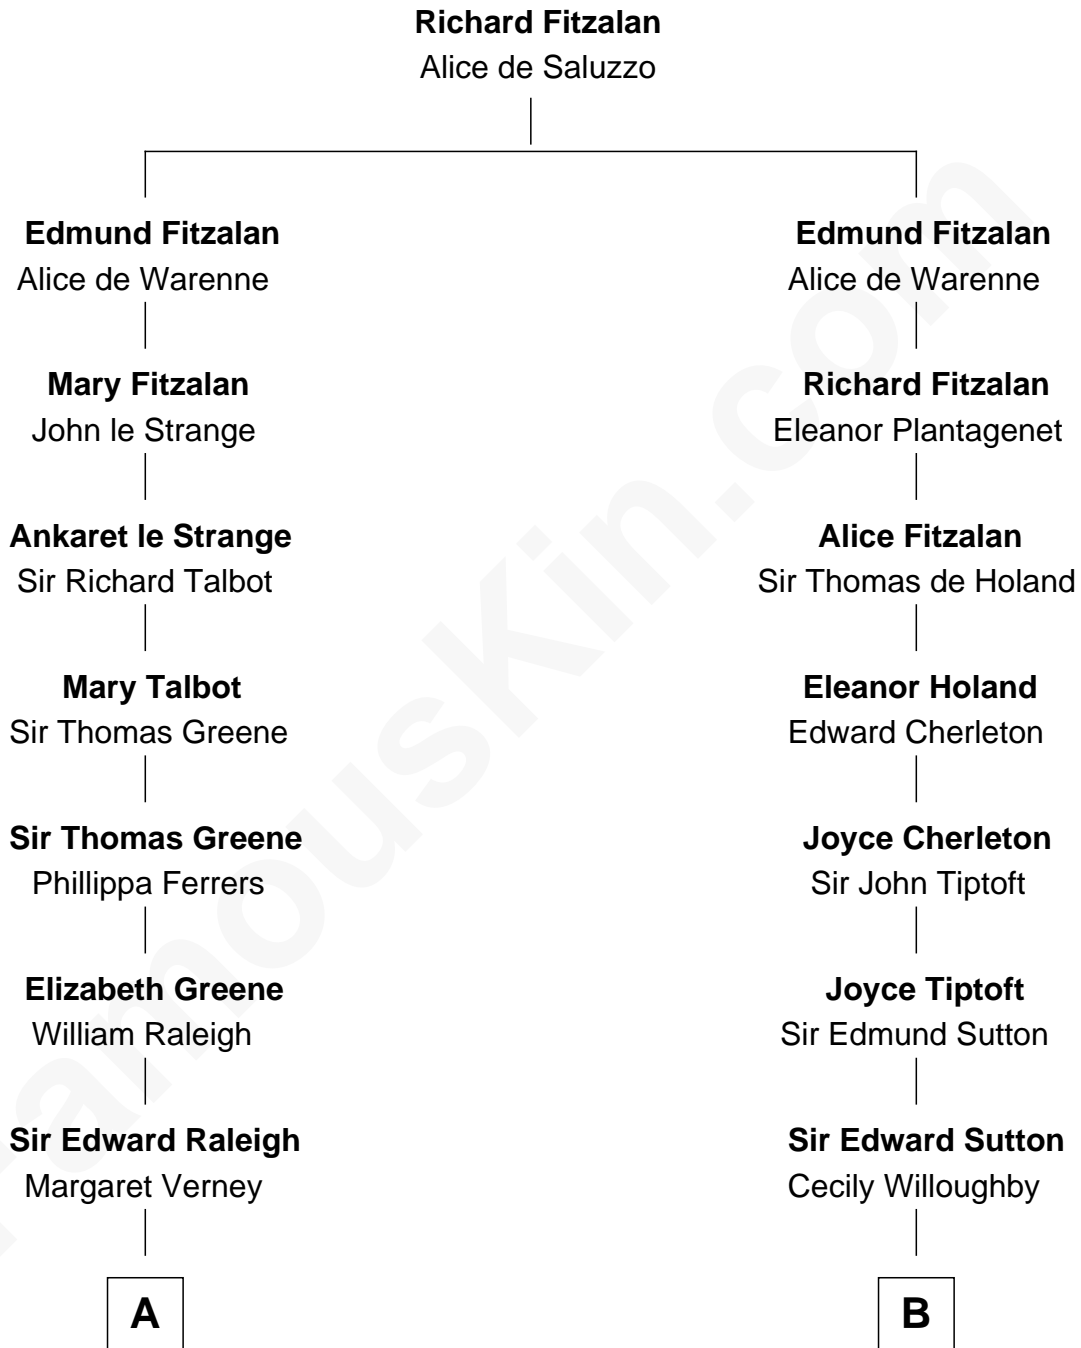 Richard Fitzalan
Alice de Saluzzo
Edmund Fitzalan
Alice de Warenne
Edmund Fitzalan
Alice de Warenne
Mary Fitzalan
John le Strange
Richard Fitzalan
Eleanor Plantagenet
Ankaret le Strange
Sir Richard Talbot
Alice Fitzalan
Sir Thomas de Holand
Mary Talbot
Sir Thomas Greene
Eleanor Holand
Edward Cherleton
Sir Thomas Greene
Phillippa Ferrers
Joyce Cherleton
Sir John Tiptoft
Elizabeth Greene
William Raleigh
Joyce Tiptoft
Sir Edmund Sutton
Sir Edward Raleigh
Margaret Verney
Sir Edward Sutton
Cecily Willoughby
A
B
FamousKin.com